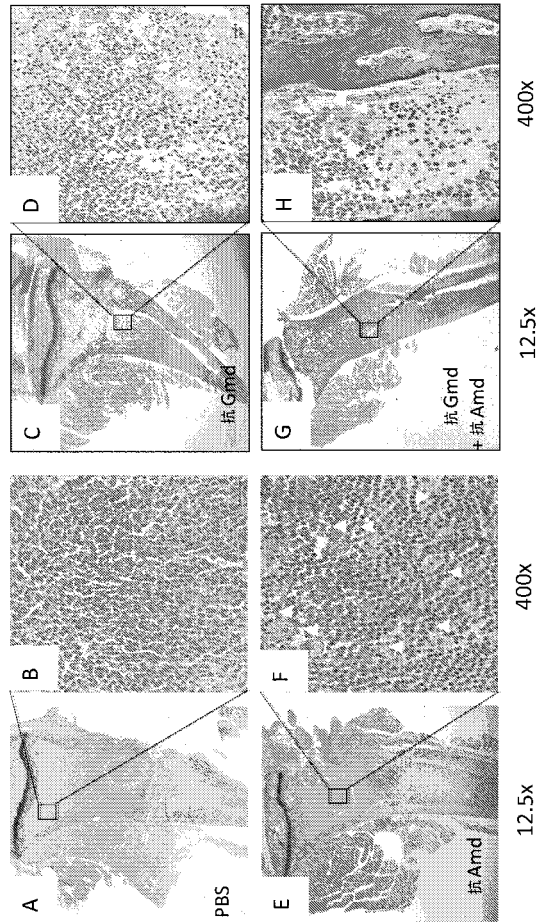 A
B
C
D
PBS
抗 Gmd
E
F
G
H
抗 Amd
抗 Gmd
+ 抗 Amd
12.5x
400x
12.5x
400x